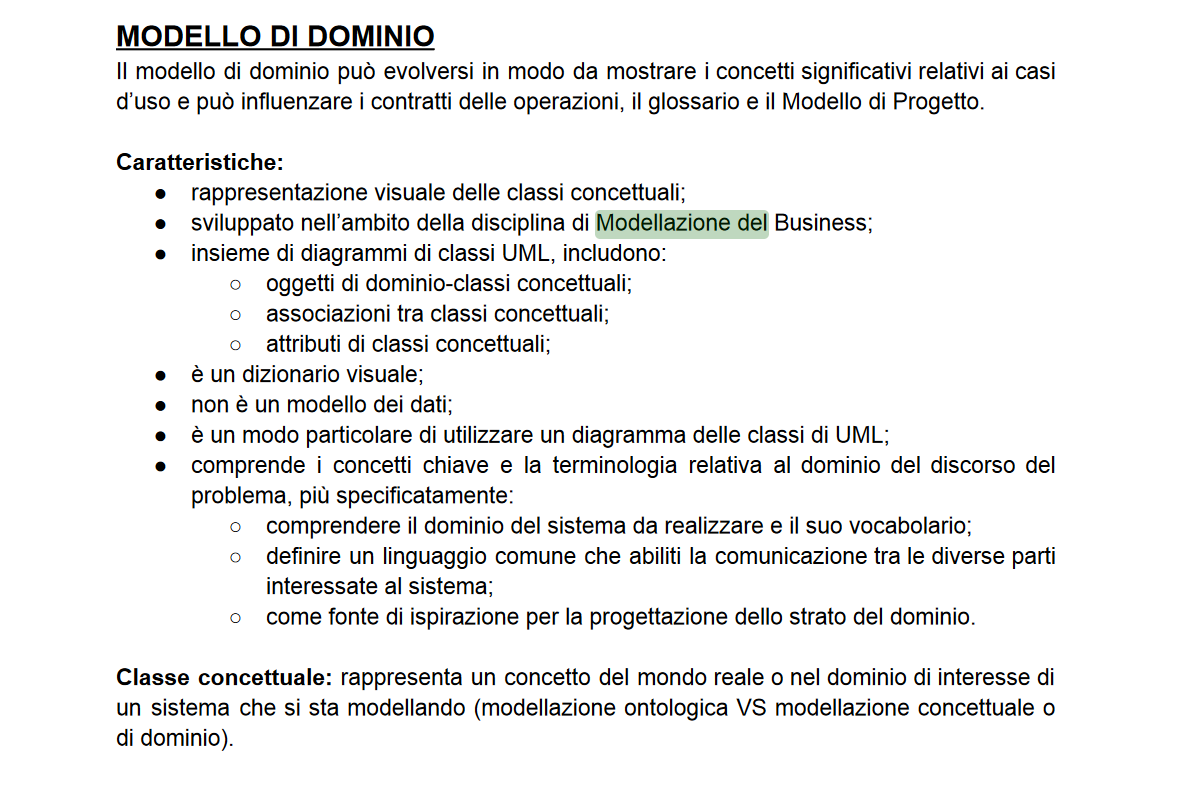 MODELLO DI DOMINIO
Il modello di dominio può evolversi in modo da mostrare i concetti significativi relativi ai casi
d’uso e può influenzare i contratti delle operazioni, il glossario e il Modello di Progetto.
Caratteristiche:
● rappresentazione visuale delle classi concettuali;
● sviluppato nell’ambito della disciplina di Modellazione del Business;
● insieme di diagrammi di classi UML, includono:
○ oggetti di dominio-classi concettuali;
○ associazioni tra classi concettuali;
○ attributi di classi concettuali;
● è un dizionario visuale;
● non è un modello dei dati;
● è un modo particolare di utilizzare un diagramma delle classi di UML;
● comprende i concetti chiave e la terminologia relativa al dominio del discorso del
problema, più specificatamente:
○ comprendere il dominio del sistema da realizzare e il suo vocabolario;
○ definire un linguaggio comune che abiliti la comunicazione tra le diverse parti
interessate al sistema;
○ come fonte di ispirazione per la progettazione dello strato del dominio.
Classe concettuale: rappresenta un concetto del mondo reale o nel dominio di interesse di
un sistema che si sta modellando (modellazione ontologica VS modellazione concettuale o
di dominio).